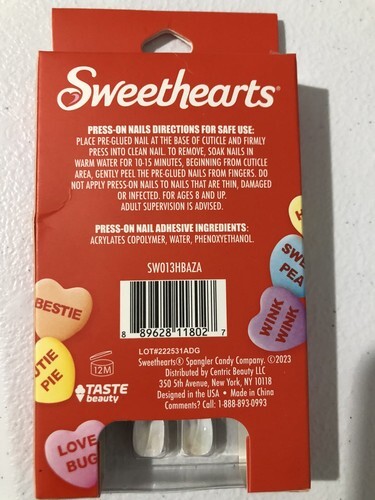 Sweethearts®
PRESS-ON NAILS DIRECTIONS FOR SAFE USE:
PLACE PRE-GLUED NAIL AT THE BASE OF CUTICLE AND FIRMLY
PRESS INTO CLEAN NAIL. TO REMOVE, SOAK NAILS IN
WARM WATER FOR 10-15 MINUTES, BEGINNING FROM CUTICLE
AREA, GENTLY PEEL THE PRE-GLUED NAILS FROM FINGERS. DO
NOT APPLY PRESS-ON NAILS TO NAILS THAT ARE THIN, DAMAGED
OR INFECTED. FOR AGES 8 AND UP.
ADULT SUPERVISION IS ADVISED.
PRESS-ON NAIL ADHESIVE INGREDIENTS:
ACRYLATES COPOLYMER, WATER, PHENOXYETHANOL.
SW013HBAZA
8 89628 11802 7
LOT#222531ADG
Sweethearts® Spangler Candy Company. ©2023
Distributed by Centric Beauty LLC
350 5th Avenue, New York, NY 10118
Designed in the USA • Made in China
Comments? Call: 1-888-893-0993
12M
TASTE
beauty
BESTIE
TIE
PIE
LOVE
BUG
SWE
PEA
WINK
WINK